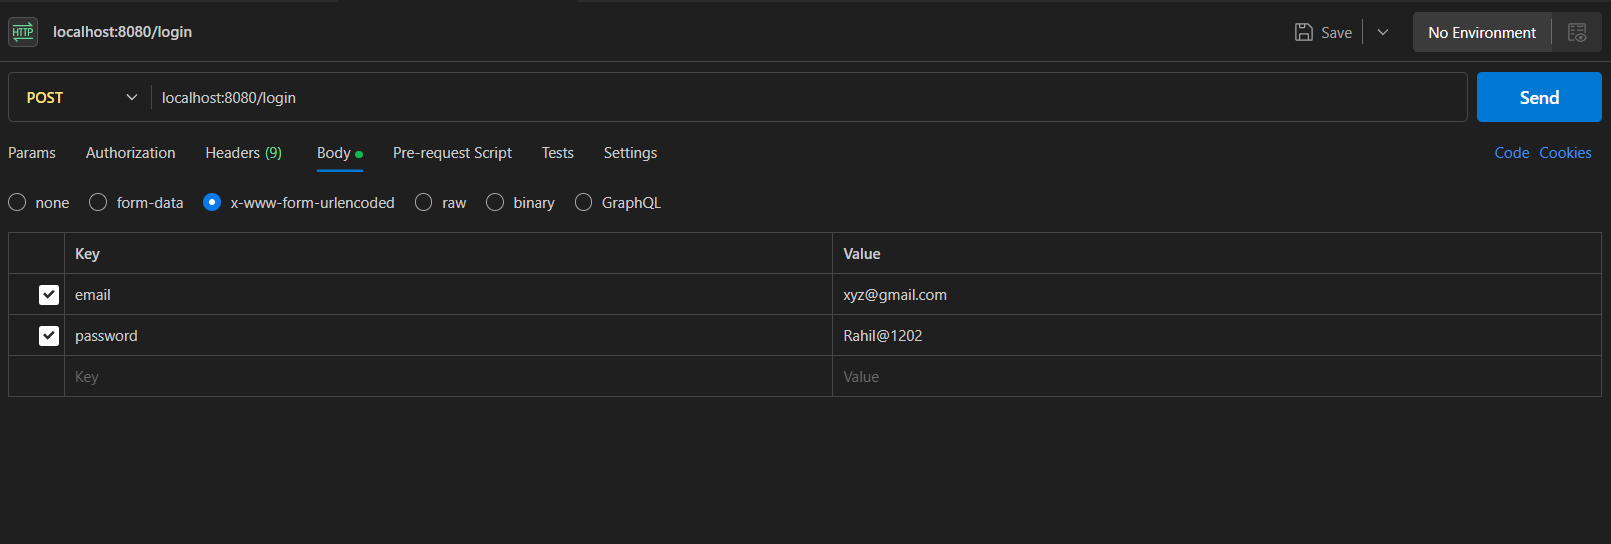 HTTP localhost:8080/login Save No Environment
POST localhost:8080/login Send
Params Authorization Headers (9) Body Pre-request Script Tests Settings Code Cookies
none form-data x-www-form-urlencoded raw binary GraphQL
Key Value
email xyz@gmail.com
password Rahil@1202
Key Value